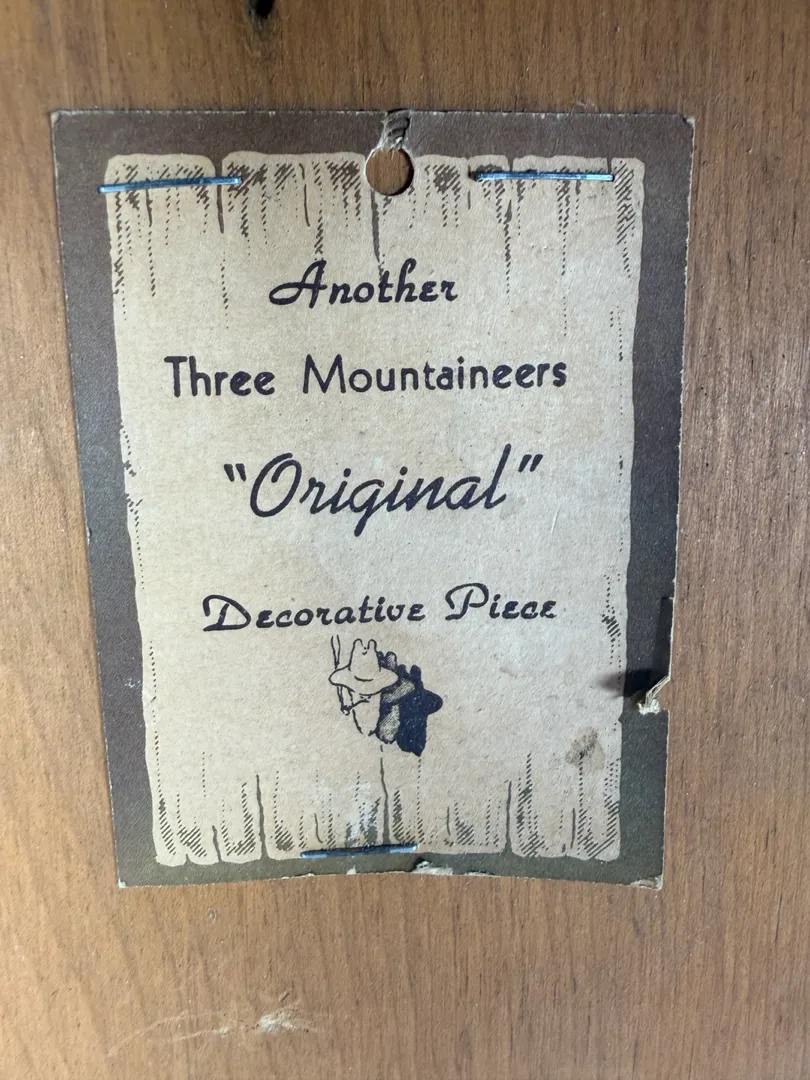 Another
Three Mountaineers
"Original"
Decorative Piece